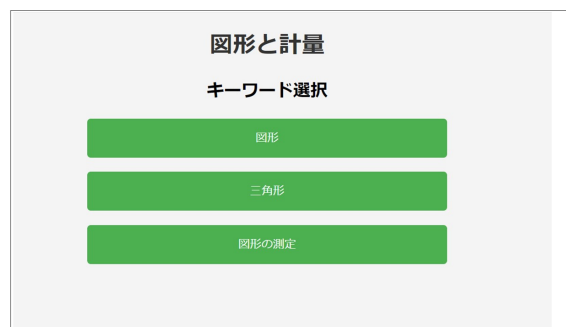 図形と計量
キーワード選択
図形
三角形
図形の測定